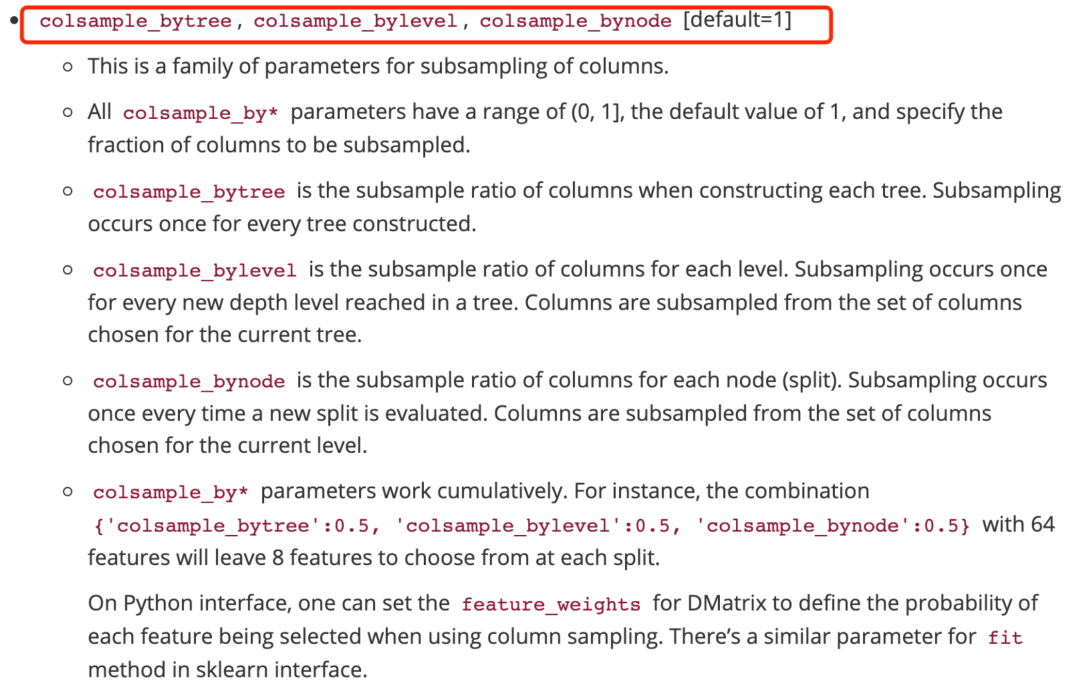 colsample_bytree, colsample_bylevel, colsample_bynode [default=1]
This is a family of parameters for subsampling of columns.
All colsample_by* parameters have a range of (0, 1], the default value of 1, and specify the
fraction of columns to be subsampled.
colsample_bytree is the subsample ratio of columns when constructing each tree. Subsampling
occurs once for every tree constructed.
colsample_bylevel is the subsample ratio of columns for each level. Subsampling occurs once
for every new depth level reached in a tree. Columns are subsampled from the set of columns
chosen for the current tree.
colsample_bynode is the subsample ratio of columns for each node (split). Subsampling occurs
once every time a new split is evaluated. Columns are subsampled from the set of columns
chosen for the current level.
colsample_by* parameters work cumulatively. For instance, the combination
{'colsample_bytree':0.5, 'colsample_bylevel':0.5, 'colsample_bynode':0.5} with 64
features will leave 8 features to choose from at each split.
On Python interface, one can set the feature_weights for DMatrix to define the probability of
each feature being selected when using column sampling. There’s a similar parameter for fit
method in sklearn interface.